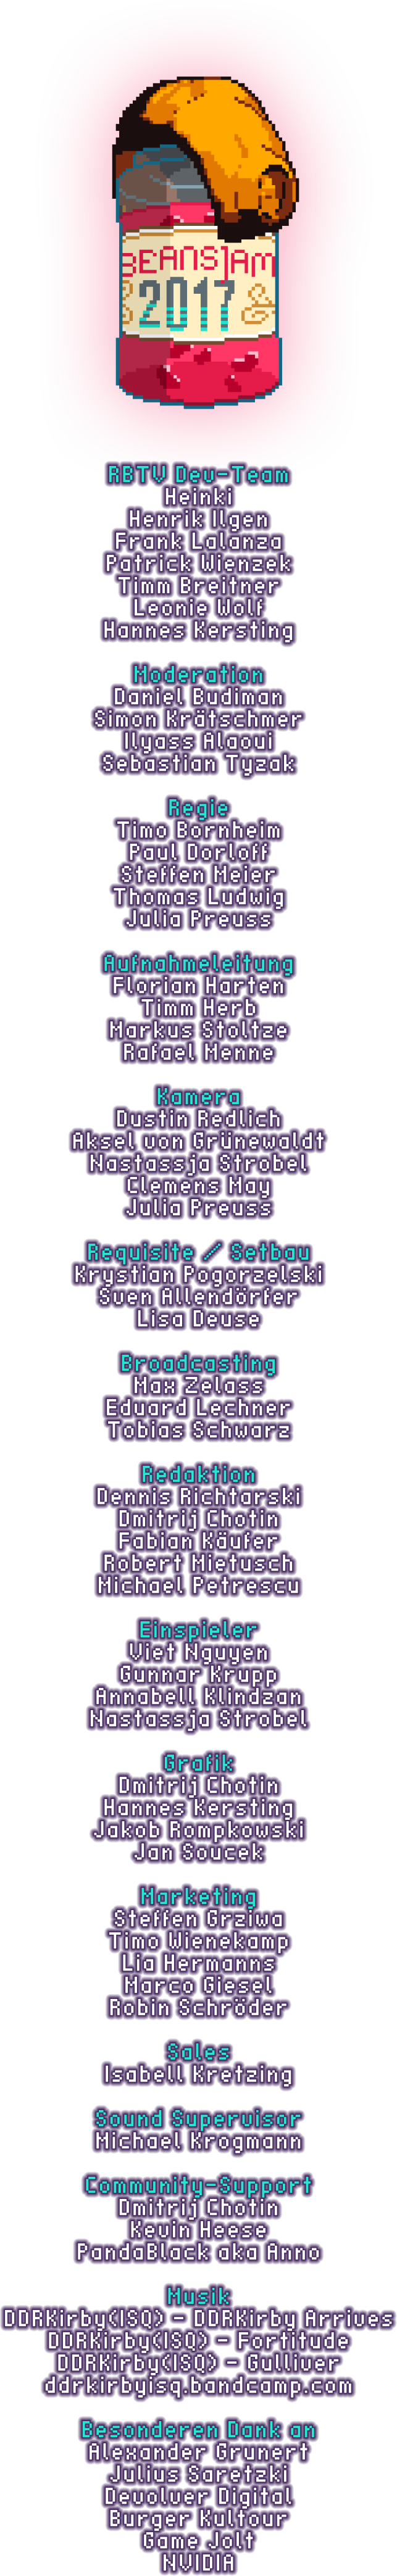 BEANSJAM
2017
RBTV Dev-Team
Heinki
Henrik Ilgen
Frank Lalanza
Patrick Wienzek
Timm Breitner
Leonie Wolf
Hannes Kersting
Moderation
Daniel Budiman
Simon Krätschmer
Ilyass Alaoui
Sebastian Tyzak
Regie
Timo Bornheim
Paul Dorloff
Steffen Meier
Thomas Ludwig
Julia Preuss
Aufnahmeleitung
Florian Harten
Timm Herb
Markus Stoltze
Rafael Menne
Kamera
Dustin Redlich
Aksel von Grünewaldt
Nastassja Strobel
Clemens May
Julia Preuss
Requisite / Setbau
Krystian Pogorzelski
Sven Allendörfer
Lisa Deuse
Broadcasting
Max Zelass
Eduard Lechner
Tobias Schwarz
Redaktion
Dennis Richtarski
Dmitrij Chotin
Fabian Käufer
Robert Mietusch
Michael Petrescu
Einspieler
Viet Nguyen
Gunnar Krupp
Annabell Klindzan
Nastassja Strobel
Grafik
Dmitrij Chotin
Hannes Kersting
Jakob Rompkowski
Jan Soucek
Marketing
Steffen Grziwa
Timo Wienekamp
Lia Hermanns
Marco Giesel
Robin Schröder
Sales
Isabell Kretzing
Sound Supervisor
Michael Krogmann
Community-Support
Dmitrij Chotin
Kevin Heese
PandaBlack aka Anno
Musik
DDRKirby(ISQ) - DDRKirby Arrives
DDRKirby(ISQ) - Fortitude
DDRKirby(ISQ) - Gulliver
ddrkirbyisq.bandcamp.com
Besonderen Dank an
Alexander Grunert
Julius Saretzki
Devolver Digital
Burger Kultour
Game Jolt
NVIDIA